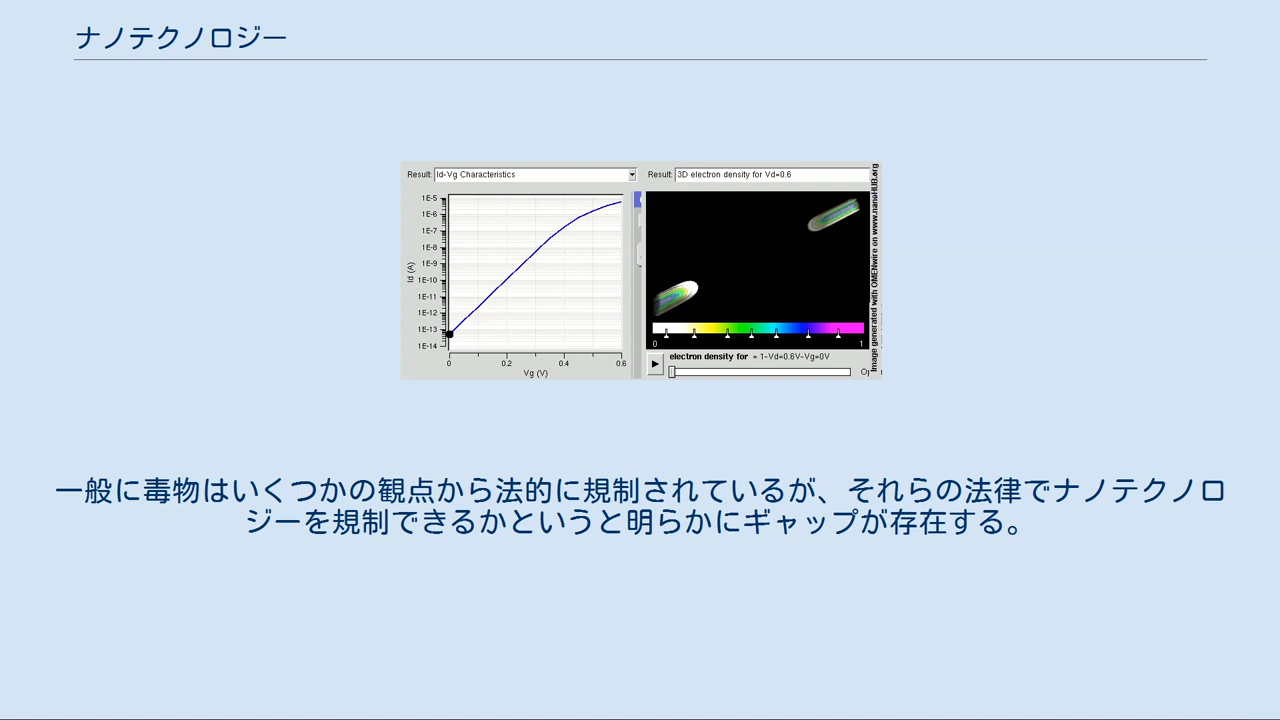 ナノテクノロジー
Result: Id-Vg Characteristics
Result: 3D electron density for Vd=0.6
1E-5
1E-6
1E-7
1E-8
1E-9
1E-10
1E-11
1E-12
1E-13
1E-14
Id (A)
0 0.2 0.4 0.6
Vg (V)
0 1
electron density for = 1-Vd=0.6V-Vg=0V
Image generated with OMENwire on www.nanoHUB.org
一般に毒物はいくつかの観点から法的に規制されているが、それらの法律でナノテクノロ
ジーを規制できるかというと明らかにギャップが存在する。